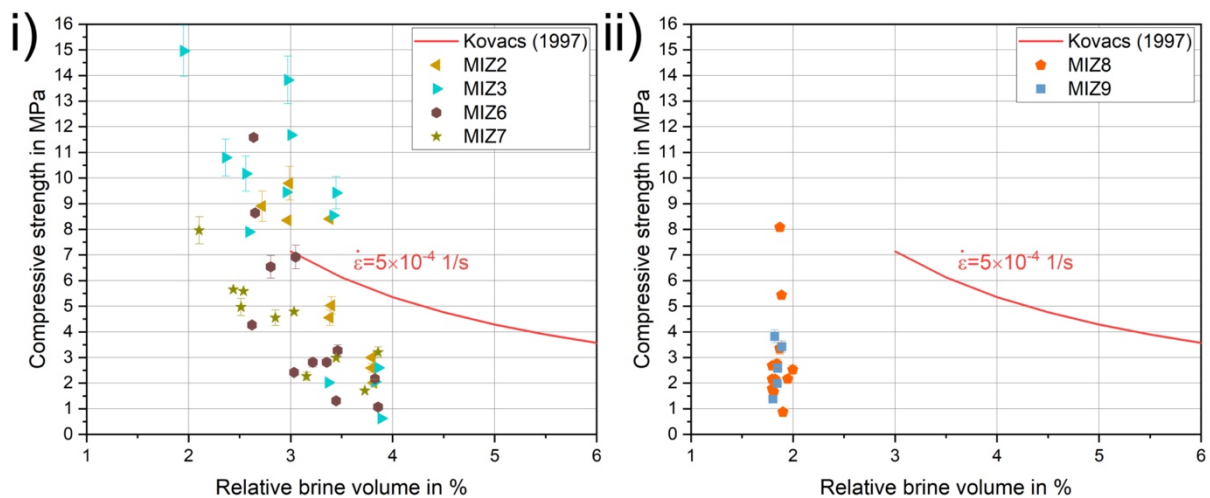 i)
Kovacs (1997)
MIZ2
MIZ3
MIZ6
MIZ7
ε̇=5×10⁻⁴ 1/s
Compressive strength in MPa
16
15
14
13
12
11
10
9
8
7
6
5
4
3
2
1
0
1 2 3 4 5 6
Relative brine volume in %
ii)
Kovacs (1997)
MIZ8
MIZ9
ε̇=5×10⁻⁴ 1/s
Compressive strength in MPa
16
15
14
13
12
11
10
9
8
7
6
5
4
3
2
1
0
1 2 3 4 5 6
Relative brine volume in %